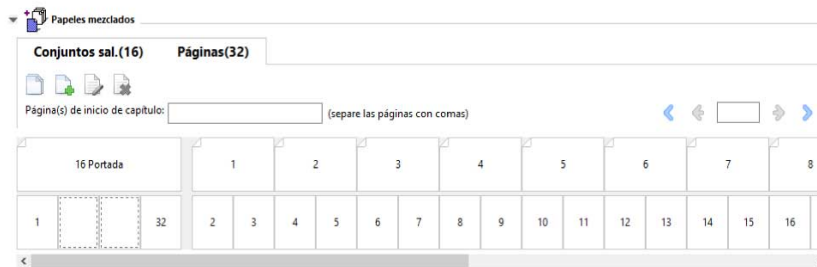 Papeles mezclados
Conjuntos sal.(16) Páginas(32)
Página(s) de inicio de capítulo: (separe las páginas con comas)
16 Portada 1 2 3 4 5 6 7 8
1 32 2 3 4 5 6 7 8 9 10 11 12 13 14 15 16